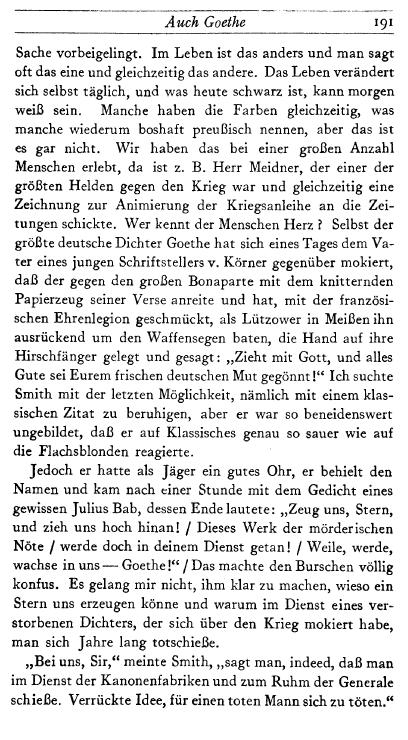 Auch Goethe 191
Sache vorbeigelingt. Im Leben ist das anders und man sagt
oft das eine und gleichzeitig das andere. Das Leben verändert
sich selbst täglich, und was heute schwarz ist, kann morgen
weiß sein. Manche haben die Farben gleichzeitig, was
manche wiederum boshaft preußisch nennen, aber das ist
es gar nicht. Wir haben das bei einer großen Anzahl
Menschen erlebt, da ist z. B. Herr Meidner, der einer der
größten Helden gegen den Krieg war und gleichzeitig eine
Zeichnung zur Animierung der Kriegsanleihe an die Zei-
tungen schickte. Wer kennt der Menschen Herz? Selbst der
größte deutsche Dichter Goethe hat sich eines Tages dem Va-
ter eines jungen Schriftstellers v. Körner gegenüber mokiert,
daß der gegen den großen Bonaparte mit dem knitternden
Papierzeug seiner Verse anreite und hat, mit der französi-
schen Ehrenlegion geschmückt, als Lützower in Meißen ihn
ausrückend um den Waffensegen baten, die Hand auf ihre
Hirschfänger gelegt und gesagt: „Zieht mit Gott, und alles
Gute sei Eurem frischen deutschen Mut gegönnt!“ Ich suchte
Smith mit der letzten Möglichkeit, nämlich mit einem klas-
sischen Zitat zu beruhigen, aber er war so beneidenswert
ungebildet, daß er auf Klassisches genau so sauer wie auf
die Flachsblonden reagierte.
Jedoch er hatte als Jäger ein gutes Ohr, er behielt den
Namen und kam nach einer Stunde mit dem Gedicht eines
gewissen Julius Bab, dessen Ende lautete: „Zeug uns, Stern,
und zieh uns hoch hinan! / Dieses Werk der mörderischen
Nöte / werde doch in deinem Dienst getan! / Weile, werde,
wachse in uns — Goethe!“ / Das machte den Burschen völlig
konfus. Es gelang mir nicht, ihm klar zu machen, wieso ein
Stern uns erzeugen könne und warum im Dienst eines ver-
storbenen Dichters, der sich über den Krieg mokiert habe,
man sich Jahre lang totschieße.
„Bei uns, Sir,“ meinte Smith, „sagt man, indeed, daß man
im Dienst der Kanonenfabriken und zum Ruhm der Generale
schieße. Verrückte Idee, für einen toten Mann sich zu töten.“